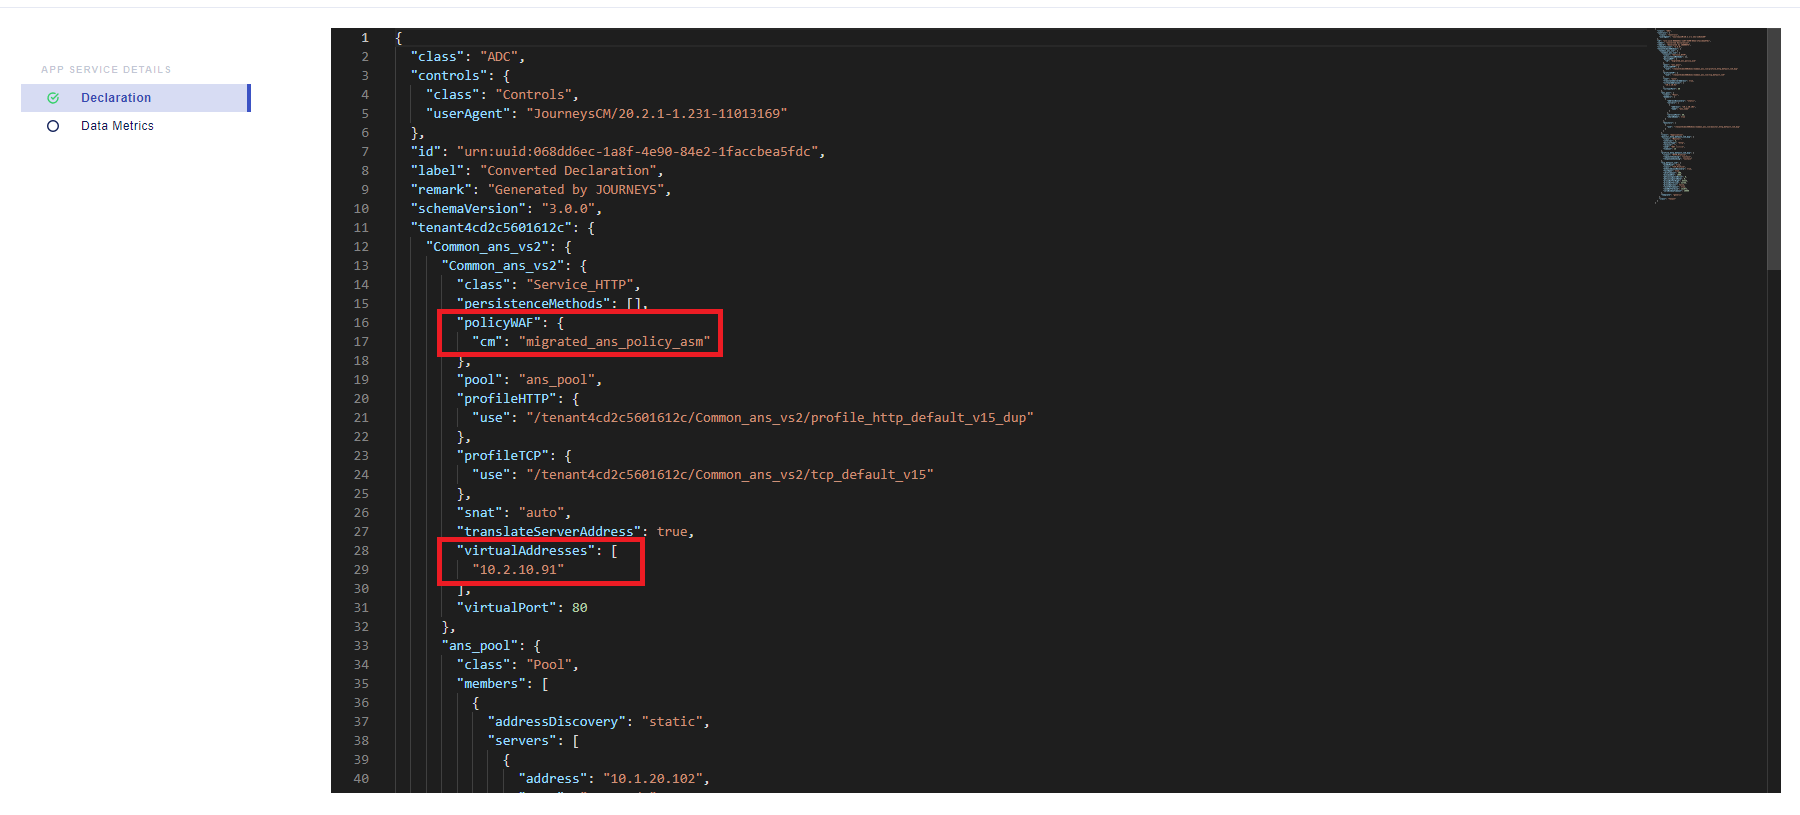 APP SERVICE DETAILS
Declaration
Data Metrics
1 {
2 "class": "ADC",
3 "controls": {
4 "class": "Controls",
5 "userAgent": "JourneysCM/20.2.1-1.231-11013169"
6 },
7 "id": "urn:uuid:068dd6ec-1a8f-4e90-84e2-1faccbea5fdc",
8 "label": "Converted Declaration",
9 "remark": "Generated by JOURNEYS",
10 "schemaVersion": "3.0.0",
11 "tenant4cd2c5601612c": {
12 "Common_ans_vs2": {
13 "Common_ans_vs2": {
14 "class": "Service_HTTP",
15 "persistenceMethods": [],
16 "policyWAF": {
17 "cm": "migrated_ans_policy_asm"
18 },
19 "pool": "ans_pool",
20 "profileHTTP": {
21 "use": "/tenant4cd2c5601612c/Common_ans_vs2/profile_http_default_v15_dup"
22 },
23 "profileTCP": {
24 "use": "/tenant4cd2c5601612c/Common_ans_vs2/tcp_default_v15"
25 },
26 "snat": "auto",
27 "translateServerAddress": true,
28 "virtualAddresses": [
29 "10.2.10.91"
30 ],
31 "virtualPort": 80
32 },
33 "ans_pool": {
34 "class": "Pool",
35 "members": [
36 {
37 "addressDiscovery": "static",
38 "servers": [
39 {
40 "address": "10.1.20.102",